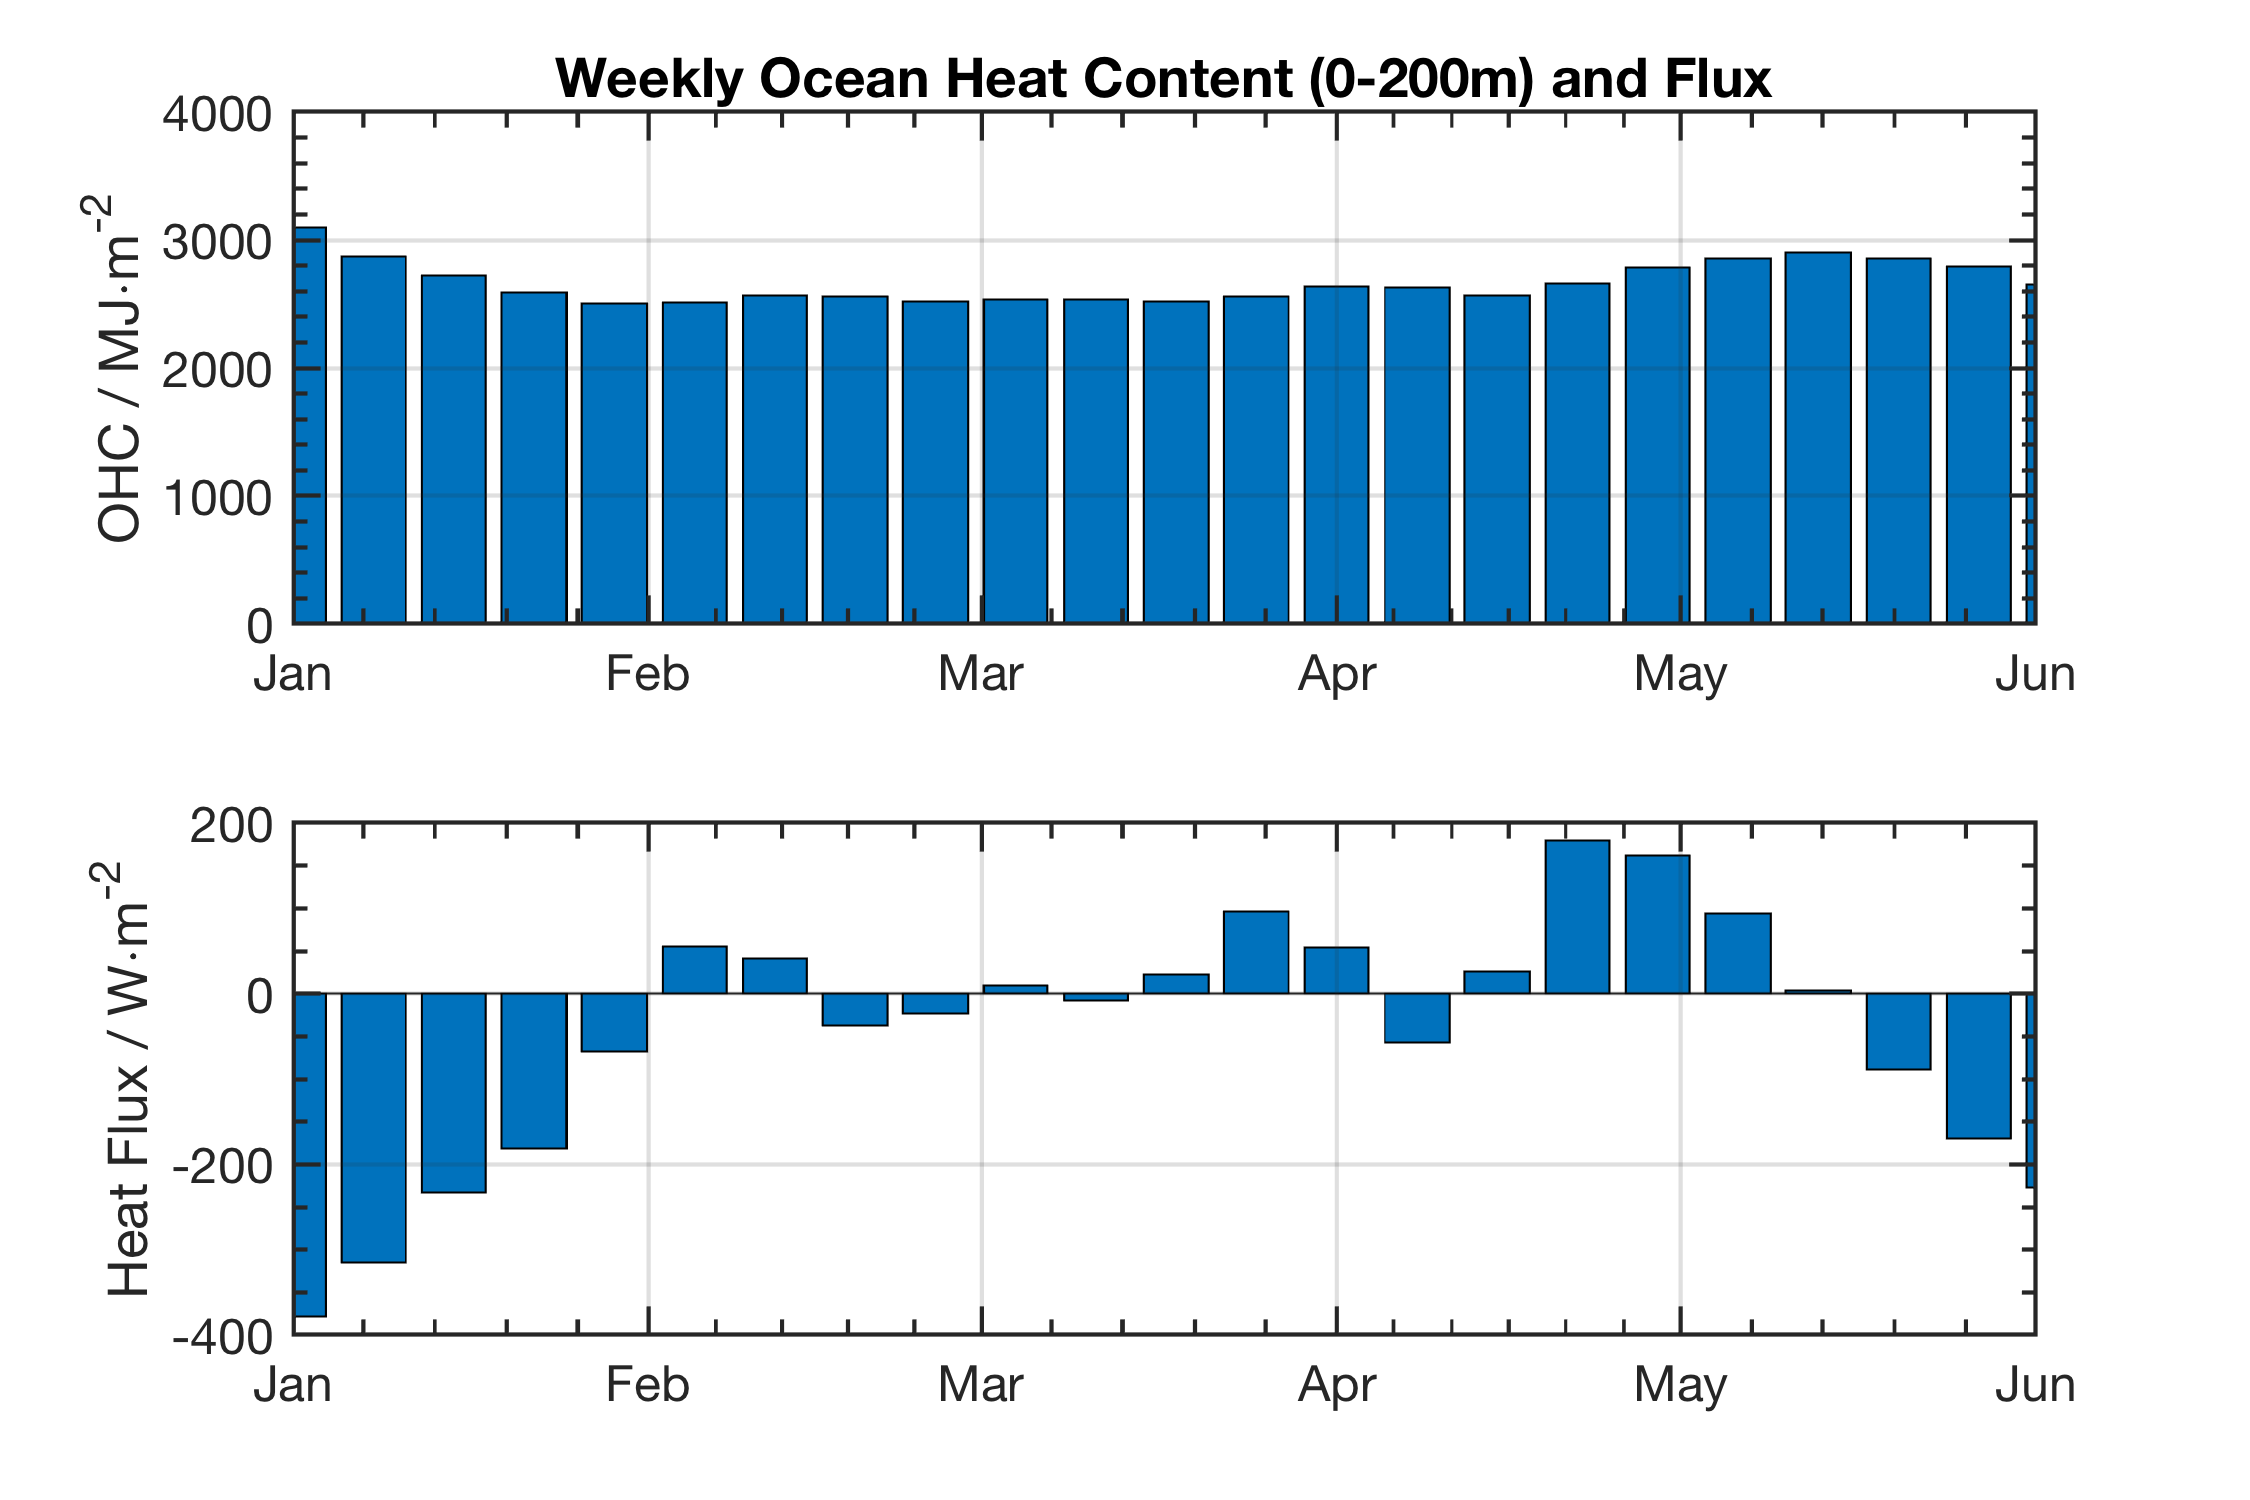 Weekly Ocean Heat Content (0-200m) and Flux
OHC / MJ·m⁻²
4000
3000
2000
1000
0
Jan Feb Mar Apr May Jun
Heat Flux / W·m⁻²
200
0
-200
-400
Jan Feb Mar Apr May Jun